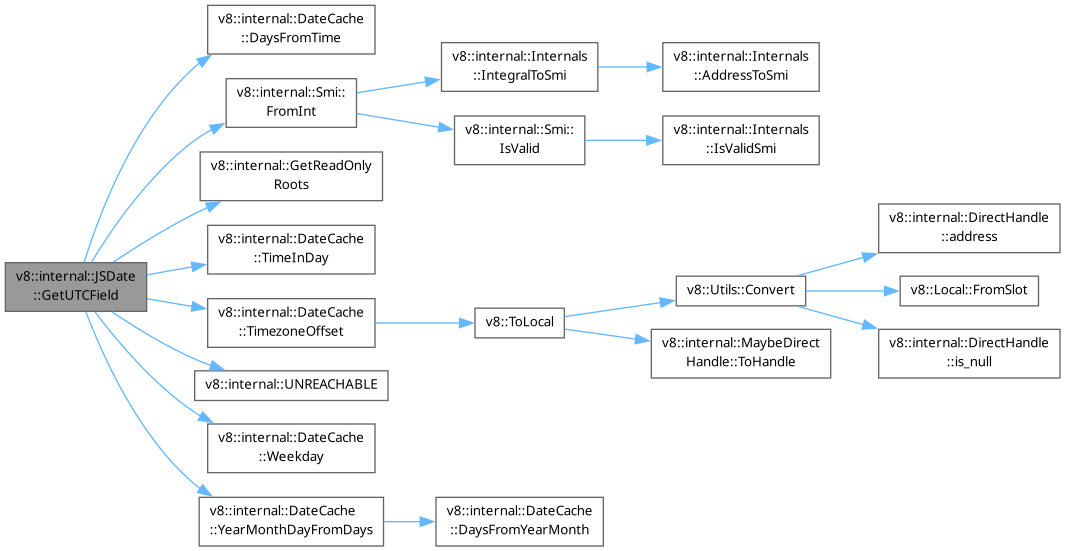 v8::internal::JSDate
::GetUTCField
v8::internal::DateCache
::DaysFromTime
v8::internal::Smi::
FromInt
v8::internal::Internals
::IntegralToSmi
v8::internal::Internals
::AddressToSmi
v8::internal::Smi::
IsValid
v8::internal::Internals
::IsValidSmi
v8::internal::GetReadOnly
Roots
v8::internal::DateCache
::TimeInDay
v8::internal::DateCache
::TimezoneOffset
v8::ToLocal
v8::Utils::Convert
v8::internal::DirectHandle
::address
v8::Local::FromSlot
v8::internal::DirectHandle
::is_null
v8::internal::MaybeDirect
Handle::ToHandle
v8::internal::UNREACHABLE
v8::internal::DateCache
::Weekday
v8::internal::DateCache
::YearMonthDayFromDays
v8::internal::DateCache
::DaysFromYearMonth